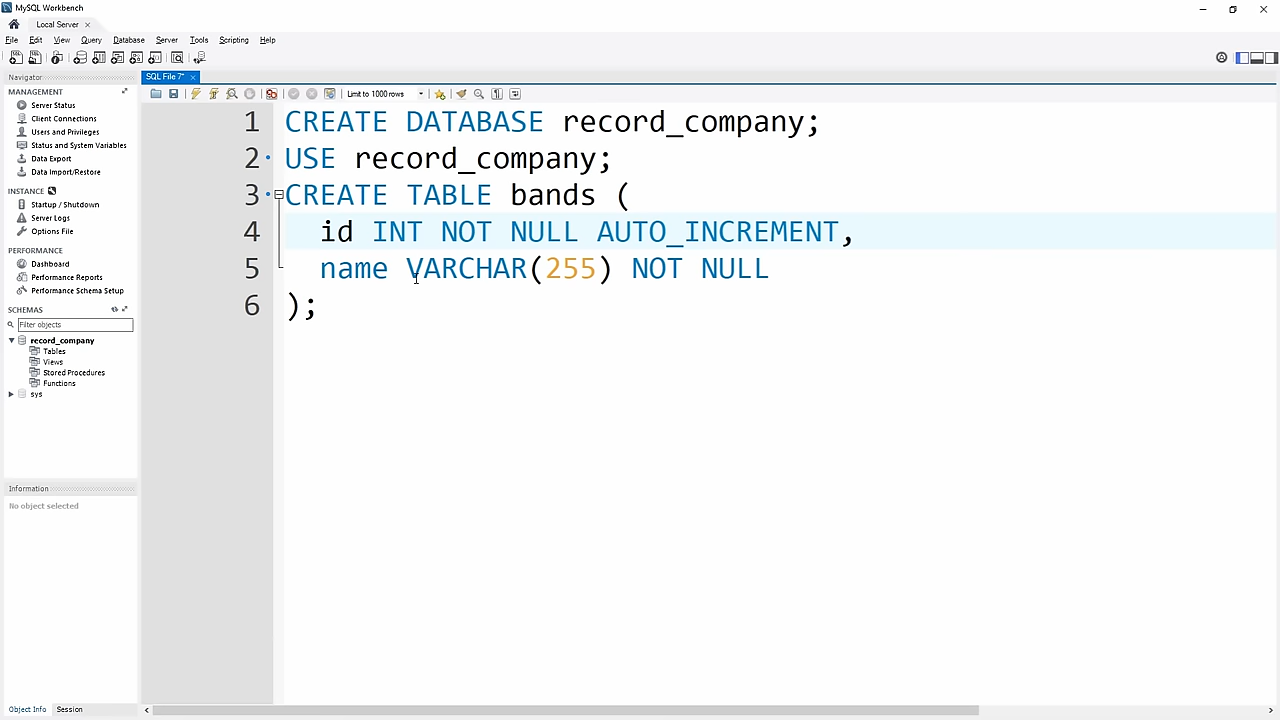 MySQL Workbench
Local Server
File Edit View Query Database Server Tools Scripting Help
Navigator
MANAGEMENT
Server Status
Client Connections
Users and Privileges
Status and System Variables
Data Export
Data Import/Restore
INSTANCE
Startup / Shutdown
Server Logs
Options File
PERFORMANCE
Dashboard
Performance Reports
Performance Schema Setup
SCHEMAS
Filter objects
record_company
Tables
Views
Stored Procedures
Functions
sys
Information
No object selected
Object Info Session
SQL File 7*
Limit to 1000 rows
1 CREATE DATABASE record_company;
2 USE record_company;
3 CREATE TABLE bands (
4 id INT NOT NULL AUTO_INCREMENT,
5 name VARCHAR(255) NOT NULL
6 );